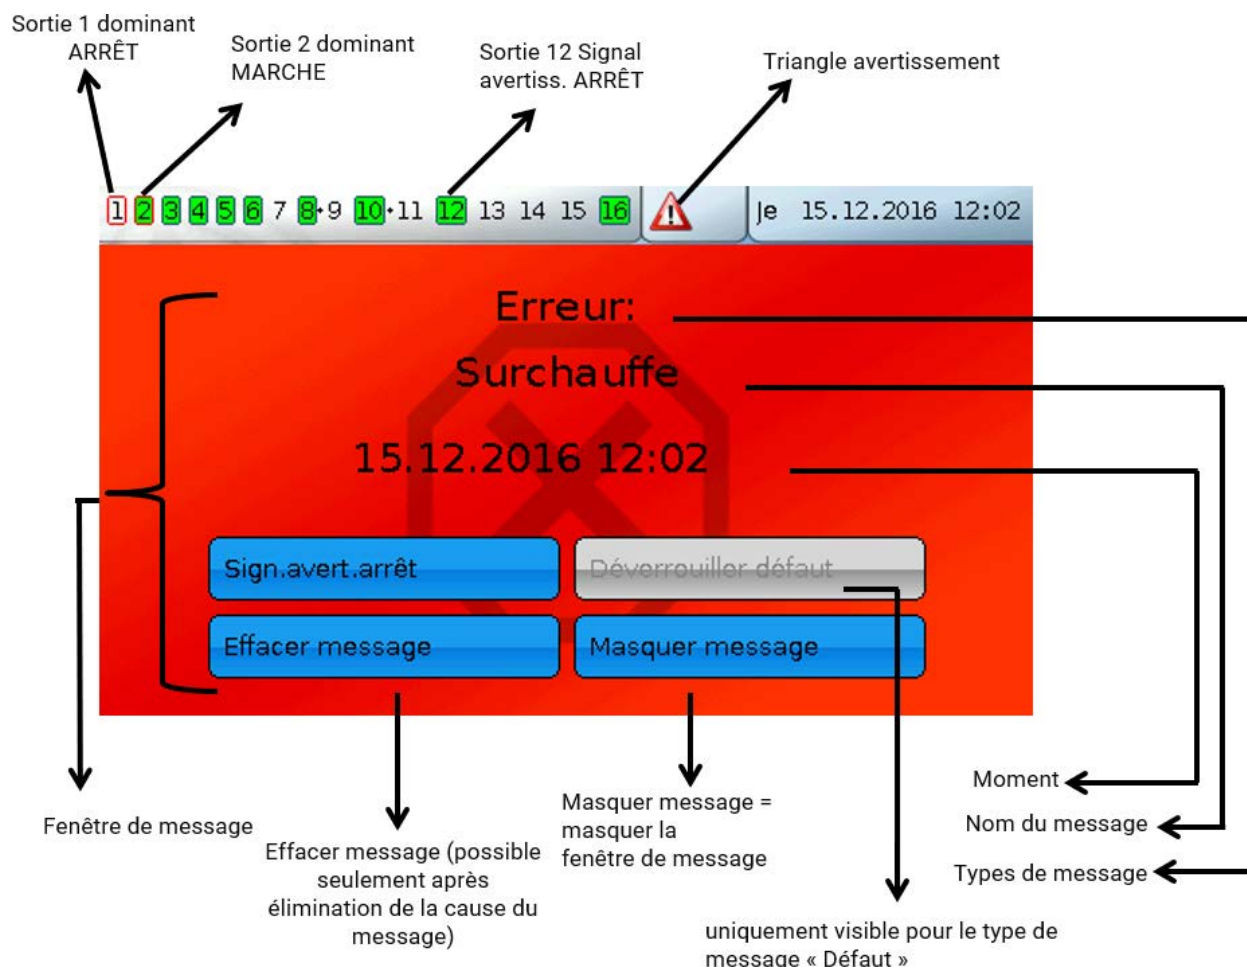 Sortie 1 dominant
ARRÊT
Sortie 2 dominant
MARCHE
Sortie 12 Signal
avertiss. ARRÊT
Triangle avertissement
1 2 3 4 5 6 7 8·9 10·11 12 13 14 15 16
Je 15.12.2016 12:02
Erreur:
Surchauffe
15.12.2016 12:02
Sign.avert.arrêt
Déverrouiller défaut
Effacer message
Masquer message
Fenêtre de message
Effacer message (possible
seulement après
élimination de la cause du
message)
Masquer message =
masquer la
fenêtre de message
Moment
Nom du message
Types de message
uniquement visible pour le type de
message « Défaut »